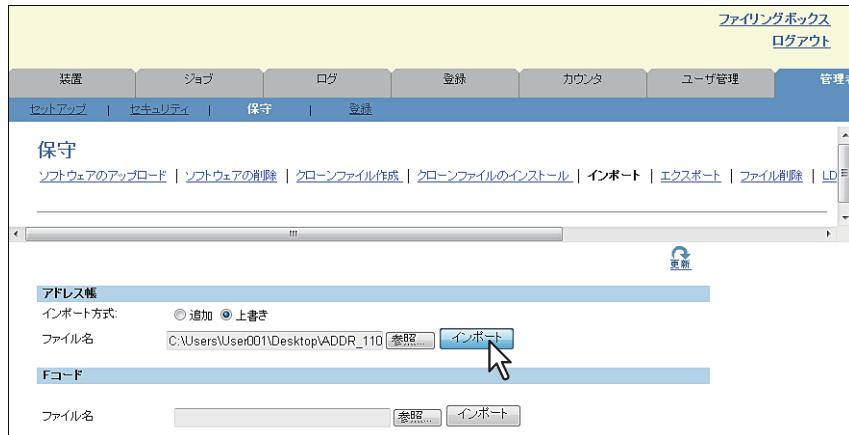 ファイリングボックス
ログアウト
装置 ジョブ ログ 登録 カウンタ ユーザ管理 管理者
セットアップ | セキュリティ | 保守 | 登録
保守
ソフトウェアのアップロード | ソフトウェアの削除 | クローンファイル作成 | クローンファイルのインストール | インポート | エクスポート | ファイル削除 | LD
更新
アドレス帳
インポート方式: 追加 上書き
ファイル名 C:\Users\User001\Desktop\ADDR_110 参照... インポート
Fコード
ファイル名 参照... インポート